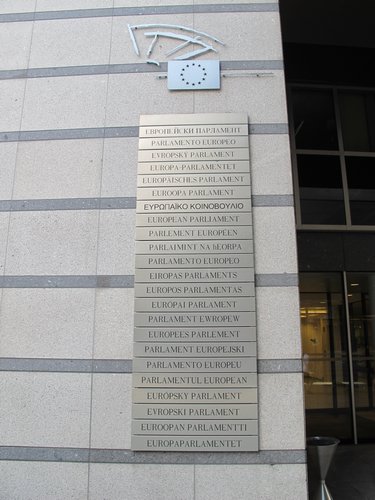 ЕВРОПЕЙСКИ ПАРЛАМЕНТ
PARLAMENTO EUROPEO
EVROPSKÝ PARLAMENT
EUROPA-PARLAMENTET
EUROPÄISCHES PARLAMENT
EUROOPA PARLAMENT
ΕΥΡΩΠΑΪΚΟ ΚΟΙΝΟΒΟΥΛΙΟ
EUROPEAN PARLIAMENT
PARLEMENT EUROPÉEN
PARLAIMINT NA hEORPA
PARLAMENTO EUROPEO
EIROPAS PARLAMENTS
EUROPOS PARLAMENTAS
EURÓPAI PARLAMENT
PARLAMENT EWROPEW
EUROPEES PARLEMENT
PARLAMENT EUROPEJSKI
PARLAMENTO EUROPEU
PARLAMENTUL EUROPEAN
EURÓPSKY PARLAMENT
EVROPSKI PARLAMENT
EUROOPAN PARLAMENTTI
EUROPAPARLAMENTET